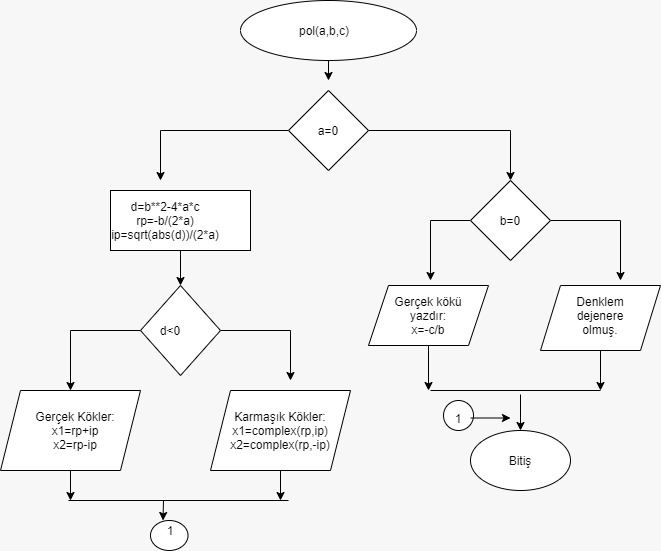 pol(a,b,c)
a=0
d=b**2-4*a*c
rp=-b/(2*a)
ip=sqrt(abs(d))/(2*a)
b=0
Gerçek kökü
yazdır:
x=-c/b
Denklem
dejenere
olmuş.
d<0
Gerçek Kökler:
x1=rp+ip
x2=rp-ip
Karmaşık Kökler:
x1=complex(rp,ip)
x2=complex(rp,-ip)
1
Bitiş
1